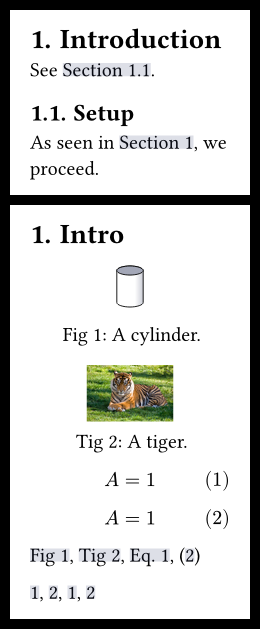 1. Introduction
See Section 1.1.
1.1. Setup
As seen in Section 1, we
proceed.
1. Intro
Fig 1: A cylinder.
Tig 2: A tiger.
A = 1 (1)
A = 1 (2)
Fig 1, Tig 2, Eq. 1, (2)
1, 2, 1, 2